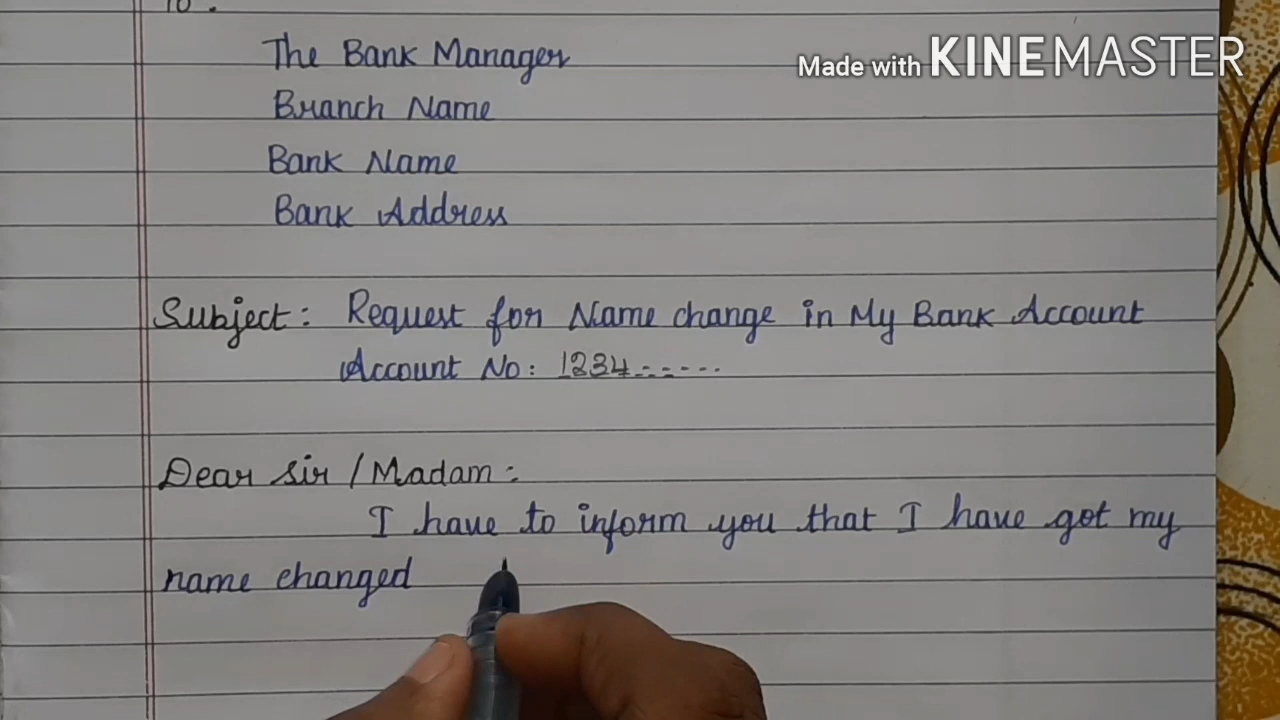 To.
The Bank Manager
Made with KINEMASTER
Branch Name
Bank Name
Bank Address
Subject: Request for Name change in My Bank Account
Account No: 1234------
Dear Sir / Madam:
I have to inform you that I have got my
name changed